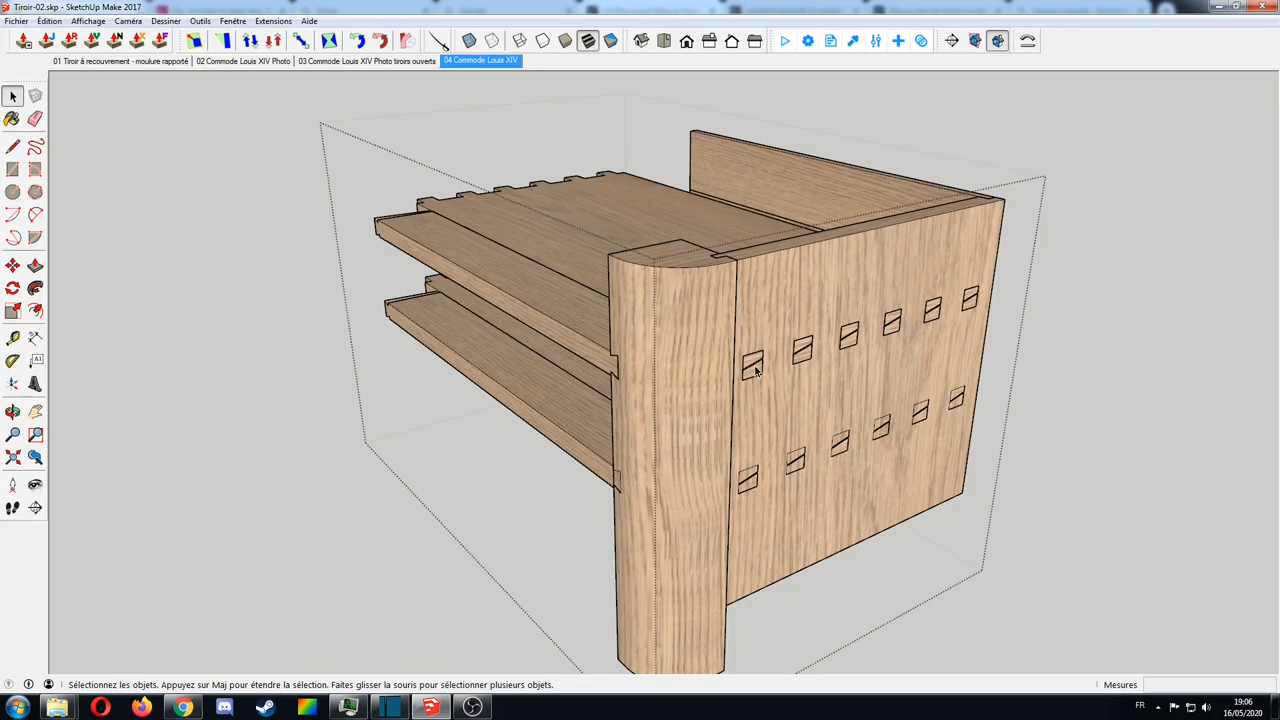 Tiroir-02.skp - SketchUp Make 2017
Fichier Édition Affichage Caméra Dessiner Outils Fenêtre Extensions Aide
J R V N X F
01 Tiroir à recouvrement - moulure rapporté 02 Commode Louis XIV Photo 03 Commode Louis XIV Photo tiroirs ouverts 04 Commode Louis XIV
Sélectionnez les objets. Appuyez sur Maj pour étendre la sélection. Faites glisser la souris pour sélectionner plusieurs objets. Mesures
FR 19:06
16/05/2020